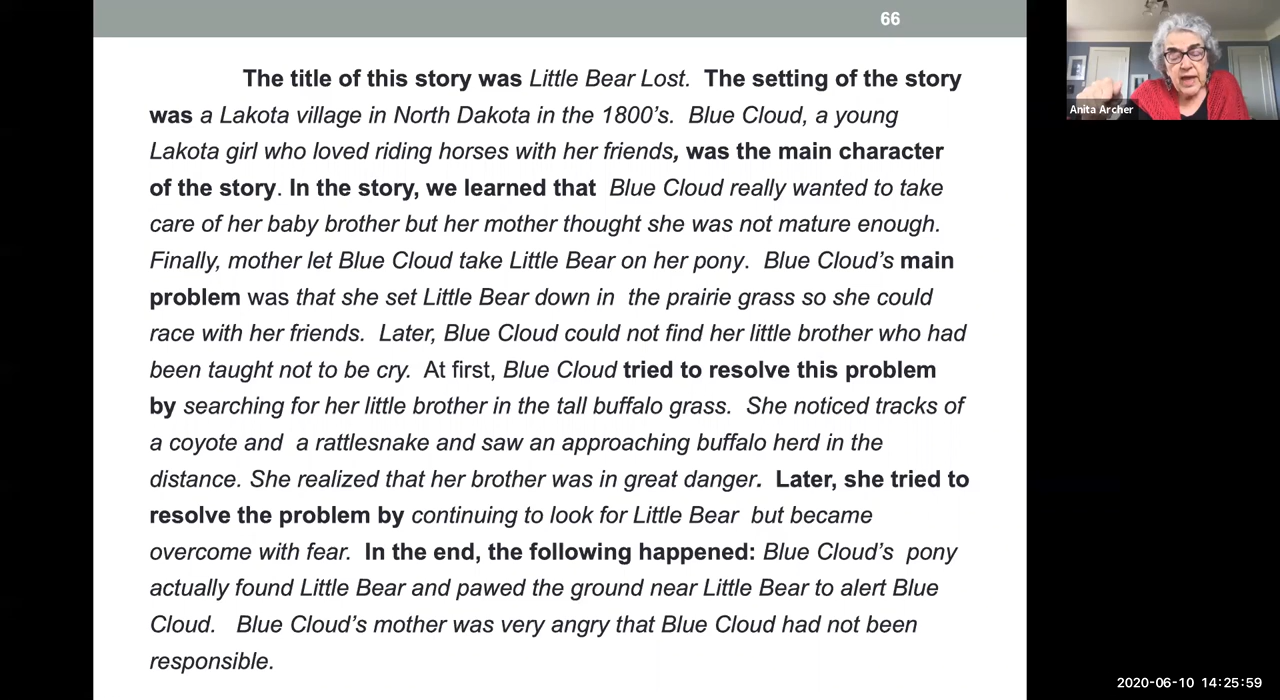 66
The title of this story was Little Bear Lost. The setting of the story
was a Lakota village in North Dakota in the 1800's. Blue Cloud, a young
Lakota girl who loved riding horses with her friends, was the main character
of the story. In the story, we learned that Blue Cloud really wanted to take
care of her baby brother but her mother thought she was not mature enough.
Finally, mother let Blue Cloud take Little Bear on her pony. Blue Cloud's main
problem was that she set Little Bear down in the prairie grass so she could
race with her friends. Later, Blue Cloud could not find her little brother who had
been taught not to be cry. At first, Blue Cloud tried to resolve this problem
by searching for her little brother in the tall buffalo grass. She noticed tracks of
a coyote and a rattlesnake and saw an approaching buffalo herd in the
distance. She realized that her brother was in great danger. Later, she tried to
resolve the problem by continuing to look for Little Bear but became
overcome with fear. In the end, the following happened: Blue Cloud's pony
actually found Little Bear and pawed the ground near Little Bear to alert Blue
Cloud. Blue Cloud's mother was very angry that Blue Cloud had not been
responsible.
Anita Archer
2020-06-10 14:25:59